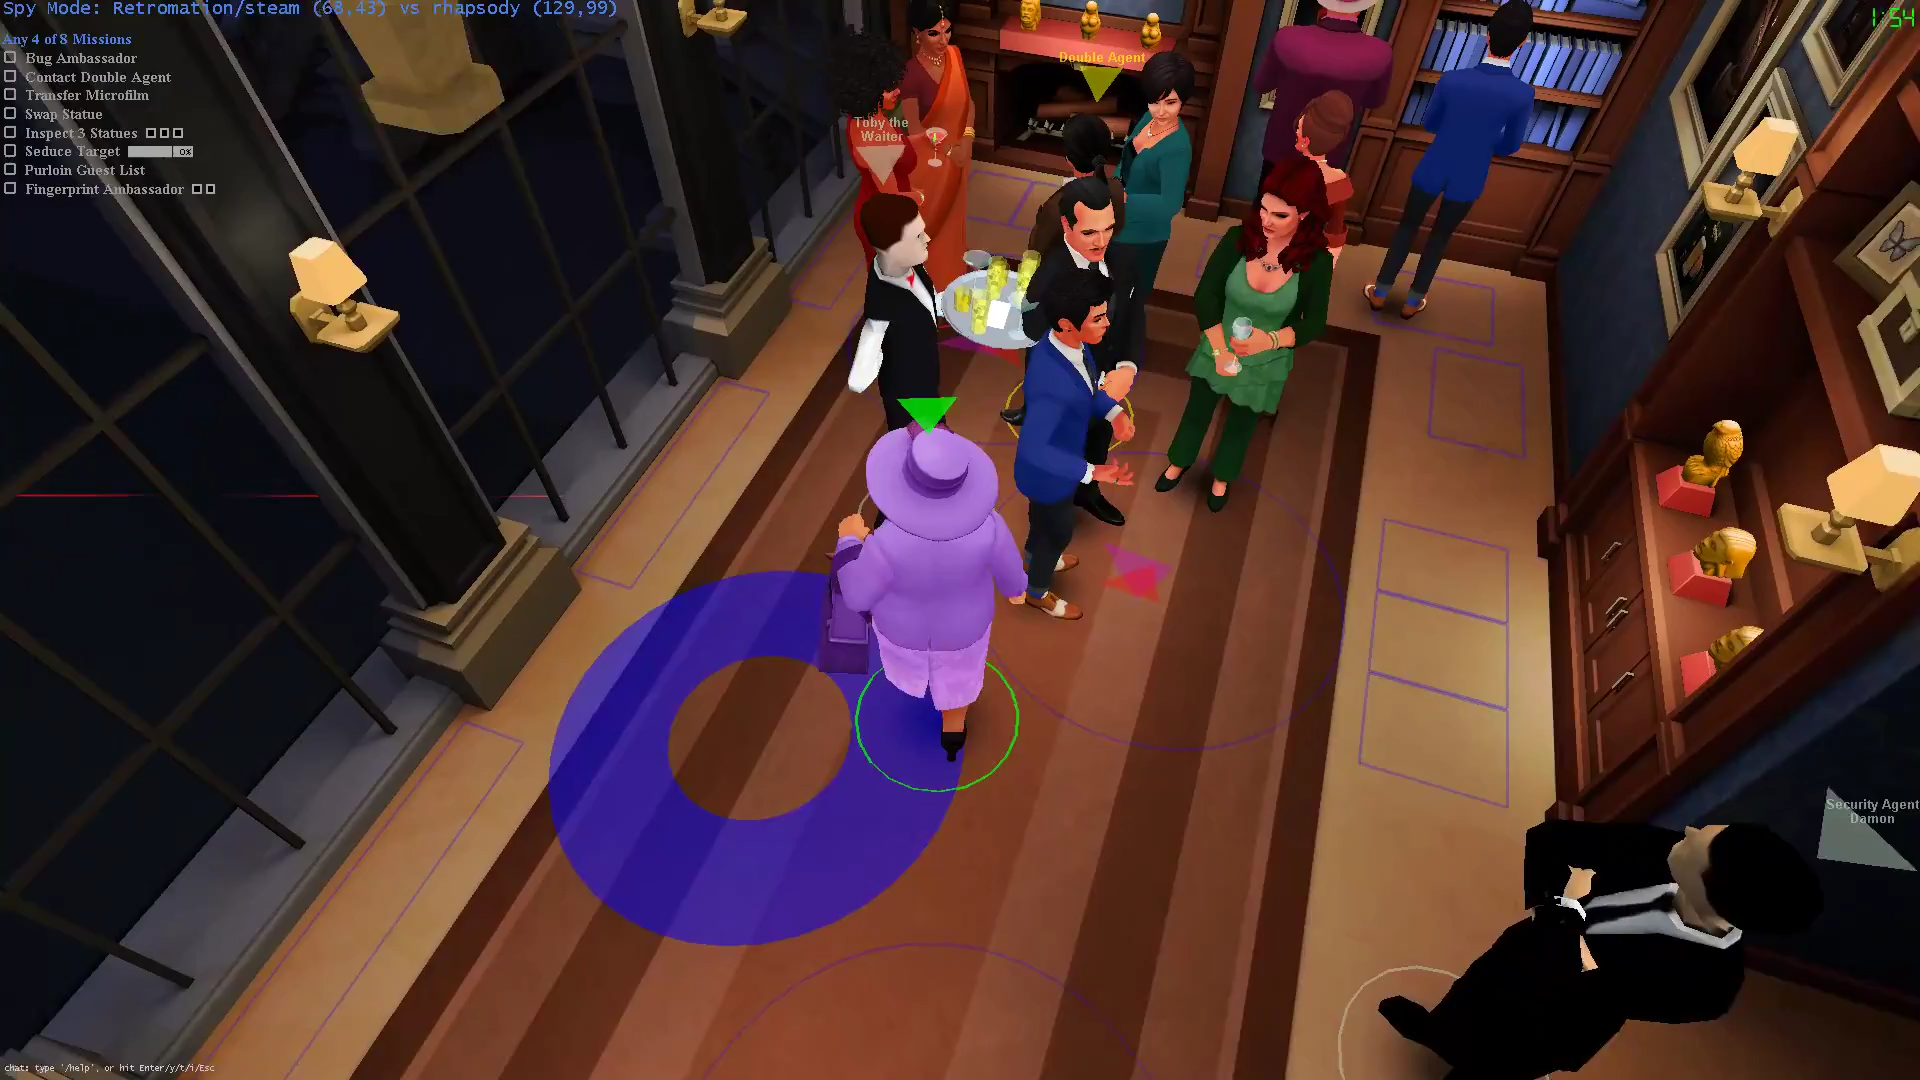 Spy Mode: Retromation/steam (68,43) vs rhapsody (129,99)
1:54
Any 4 of 8 Missions
Bug Ambassador
Contact Double Agent
Transfer Microfilm
Swap Statue
Inspect 3 Statues
Seduce Target 0%
Purloin Guest List
Fingerprint Ambassador
Double Agent
Toby the
Waiter
Security Agent
Damon
chat: type '/help', or hit Enter/y/t/i/Esc